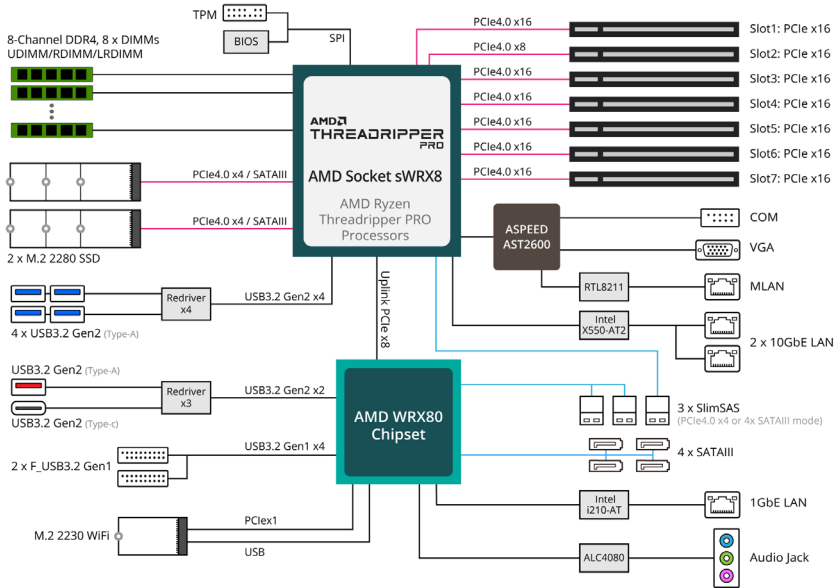 TPM
BIOS
SPI
8-Channel DDR4, 8 x DIMMs
UDIMM/RDIMM/LRDIMM
PCIe4.0 x16
Slot1: PCIe x16
PCIe4.0 x8
Slot2: PCIe x16
PCIe4.0 x16
Slot3: PCIe x16
PCIe4.0 x16
Slot4: PCIe x16
PCIe4.0 x16
Slot5: PCIe x16
PCIe4.0 x16
Slot6: PCIe x16
PCIe4.0 x16
Slot7: PCIe x16
AMD
THREADRIPPER
PRO
AMD Socket sWRX8
AMD Ryzen
Threadripper PRO
Processors
PCIe4.0 x4 / SATAIII
PCIe4.0 x4 / SATAIII
2 x M.2 2280 SSD
ASPEED
AST2600
COM
VGA
RTL8211
MLAN
Intel
X550-AT2
2 x 10GbE LAN
Redriver
x4
USB3.2 Gen2 x4
4 x USB3.2 Gen2 (Type-A)
Uplink PCIe x8
USB3.2 Gen2 (Type-A)
Redriver
x3
USB3.2 Gen2 x2
USB3.2 Gen2 (Type-c)
AMD WRX80
Chipset
3 x SlimSAS
(PCIe4.0 x4 or 4x SATAIII mode)
USB3.2 Gen1 x4
2 x F_USB3.2 Gen1
4 x SATAIII
Intel
i210-AT
1GbE LAN
M.2 2230 WiFi
PCIex1
USB
ALC4080
Audio Jack